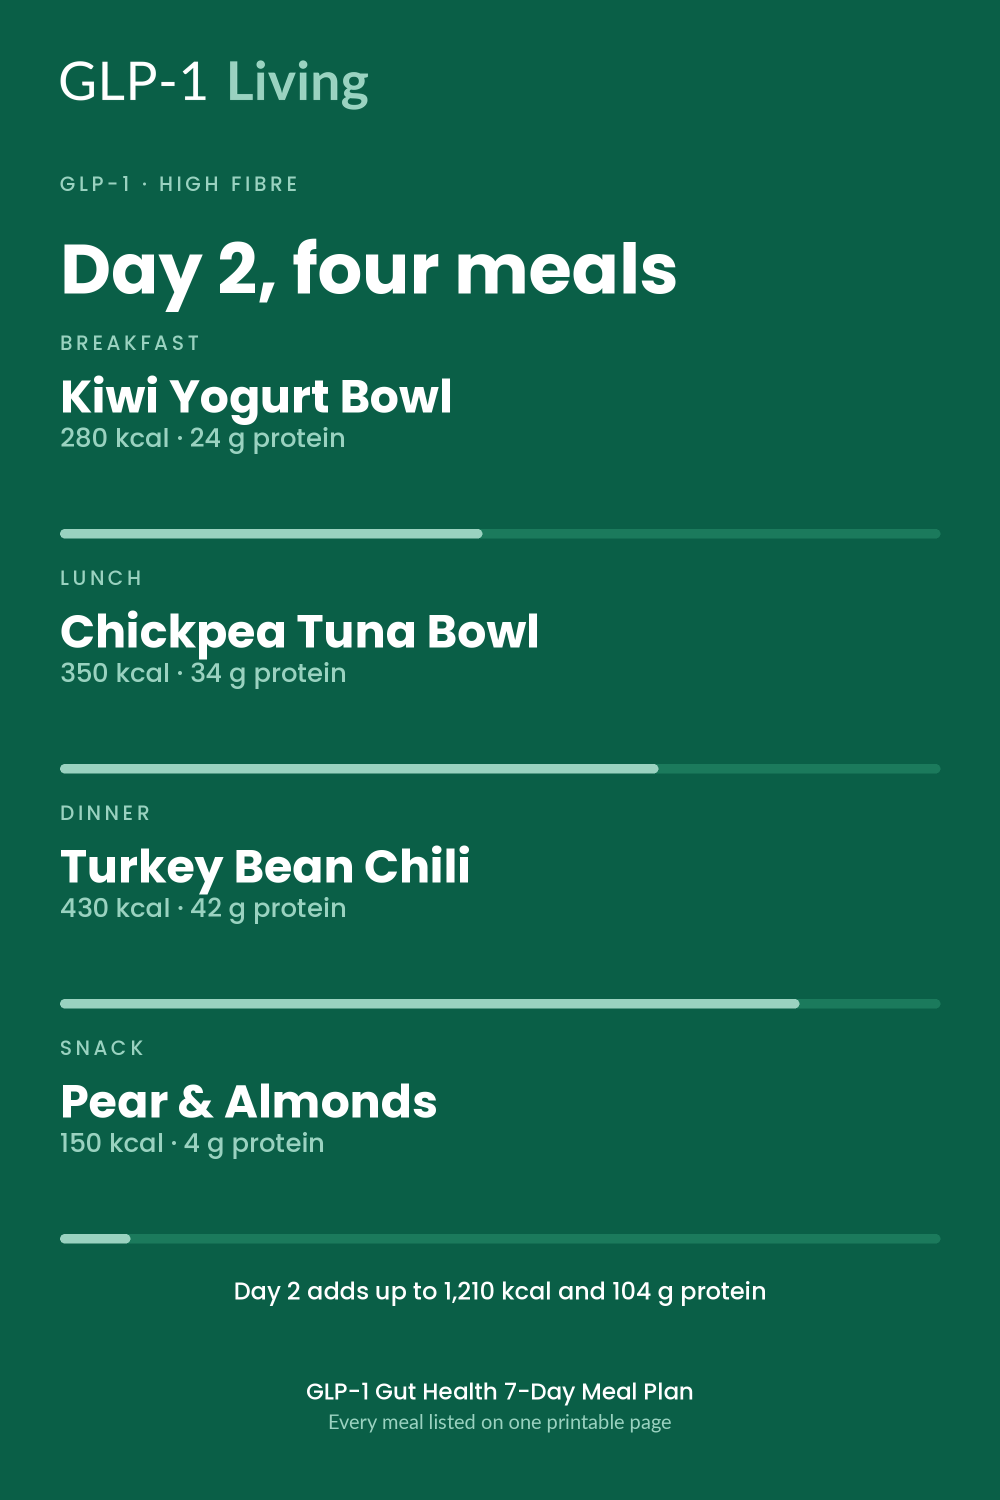 GLP-1 Living
GLP-1 · HIGH FIBRE
Day 2, four meals
BREAKFAST
Kiwi Yogurt Bowl
280 kcal · 24 g protein
LUNCH
Chickpea Tuna Bowl
350 kcal · 34 g protein
DINNER
Turkey Bean Chili
430 kcal · 42 g protein
SNACK
Pear & Almonds
150 kcal · 4 g protein
Day 2 adds up to 1,210 kcal and 104 g protein
GLP-1 Gut Health 7-Day Meal Plan
Every meal listed on one printable page